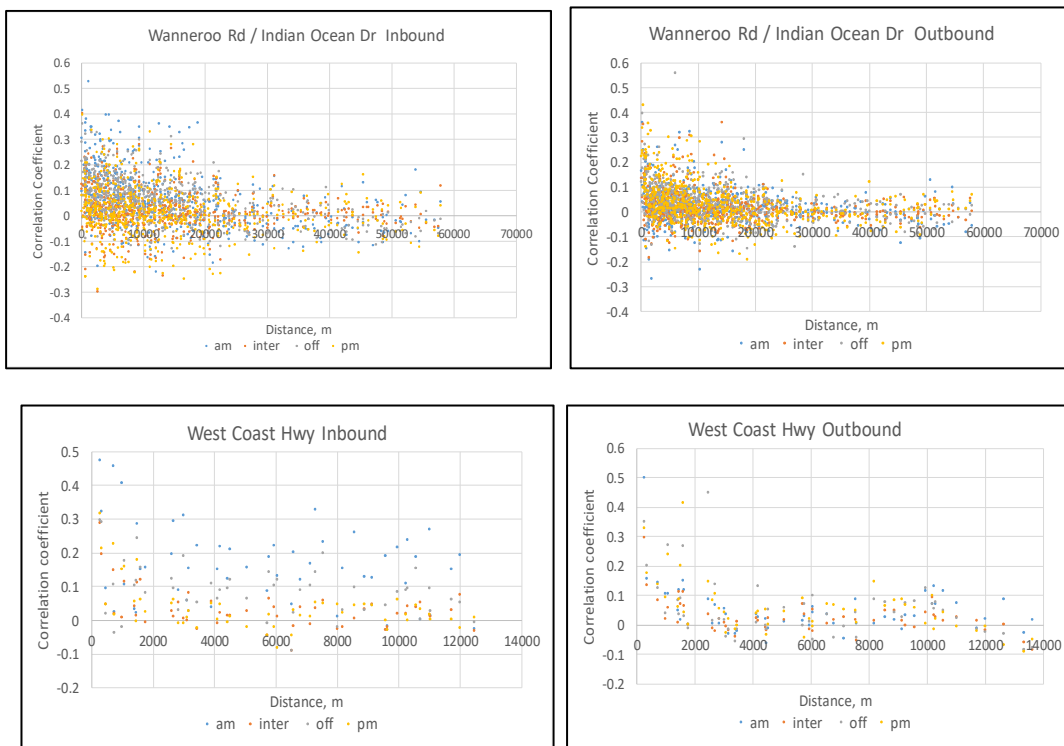 Wanneroo Rd / Indian Ocean Dr Inbound
0.6
0.5
0.4
0.3
0.2
0.1
0
-0.1
-0.2
-0.3
-0.4
Correlation Coefficient
0 10000 20000 30000 40000 50000 60000 70000
Distance, m
am inter off pm
Wanneroo Rd / Indian Ocean Dr Outbound
0.6
0.5
0.4
0.3
0.2
0.1
0
-0.1
-0.2
-0.3
-0.4
Correlation Coefficient
0 10000 20000 30000 40000 50000 60000 70000
Distance, m
am inter off pm
West Coast Hwy Inbound
0.5
0.4
0.3
0.2
0.1
0
-0.1
-0.2
Correlation coefficient
0 2000 4000 6000 8000 10000 12000 14000
Distance, m
am inter off pm
West Coast Hwy Outbound
0.6
0.5
0.4
0.3
0.2
0.1
0
-0.1
-0.2
Correlation coefficient
0 2000 4000 6000 8000 10000 12000 14000
Distance, m
am inter off pm